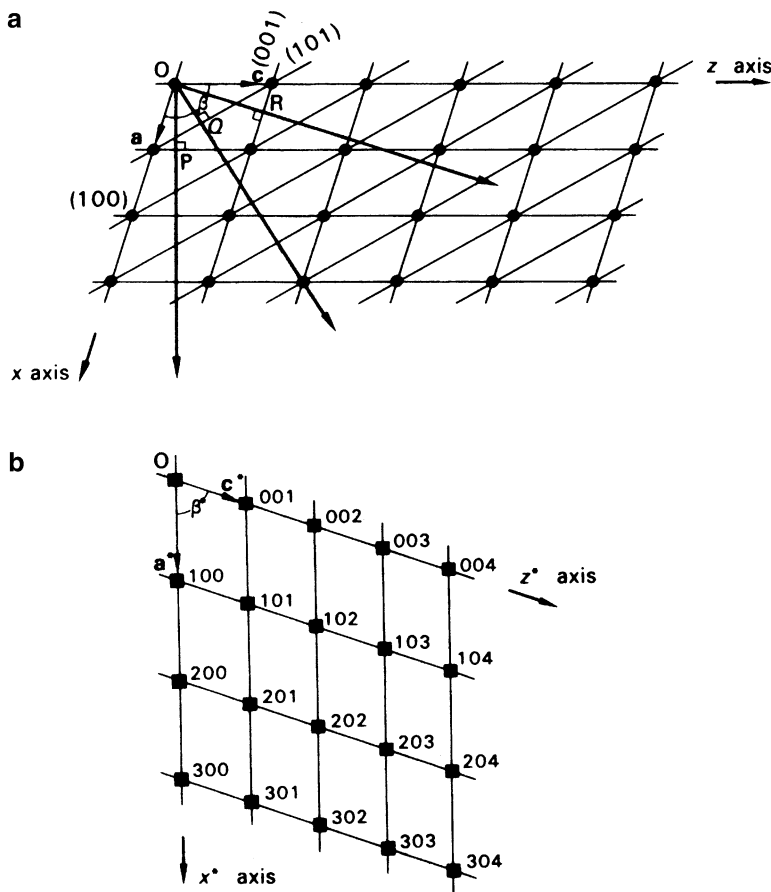 a
(001)
(101)
O
c
z axis
β
R
Q
a
P
(100)
x axis
b
O
c*
001
β*
002
003
a*
004
100
z* axis
101
102
103
104
200
201
202
203
204
300
301
302
303
304
x* axis